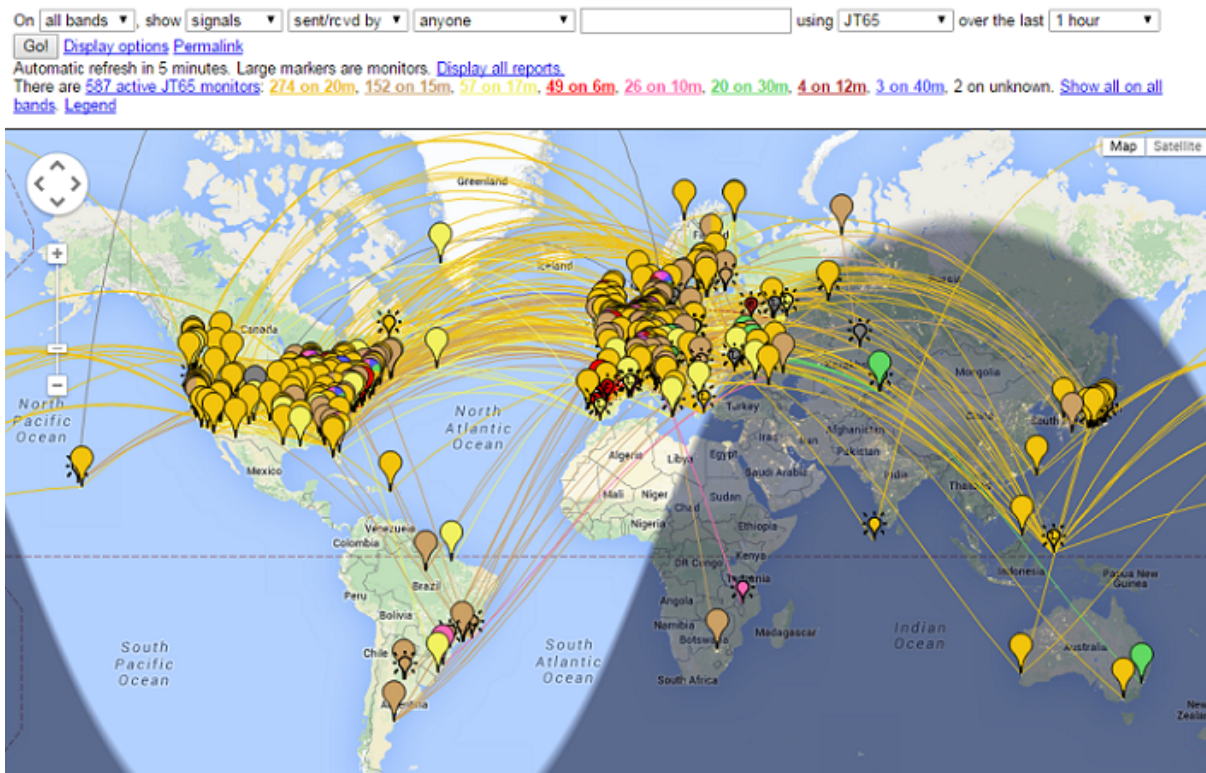 On all bands , show signals sent/rcvd by anyone using JT65 over the last 1 hour
Go! Display options Permalink
Automatic refresh in 5 minutes. Large markers are monitors. Display all reports.
There are 587 active JT65 monitors: 274 on 20m, 152 on 15m, 57 on 17m, 49 on 6m, 26 on 10m, 20 on 30m, 4 on 12m, 3 on 40m, 2 on unknown. Show all on all
bands. Legend
Map Satellite
Greenland
Iceland
Canada
Mongolia
North
Pacific
Ocean
North
Atlantic
Ocean
Turkey
Afghanistan
Iraq
Iran
Pakistan
Algeria
Libya
Egypt
Saudi Arabia
India
Mexico
Mali
Niger
Chad
Sudan
Nigeria
Ethiopia
Venezuela
Colombia
Kenya
DR Congo
Indonesia
Papua New
Guinea
Brazil
Peru
Angola
Bolivia
Namibia
Madagascar
Chile
South
Pacific
Ocean
South
Atlantic
Ocean
Indian
Ocean
Australia
South Africa
New
Zealan